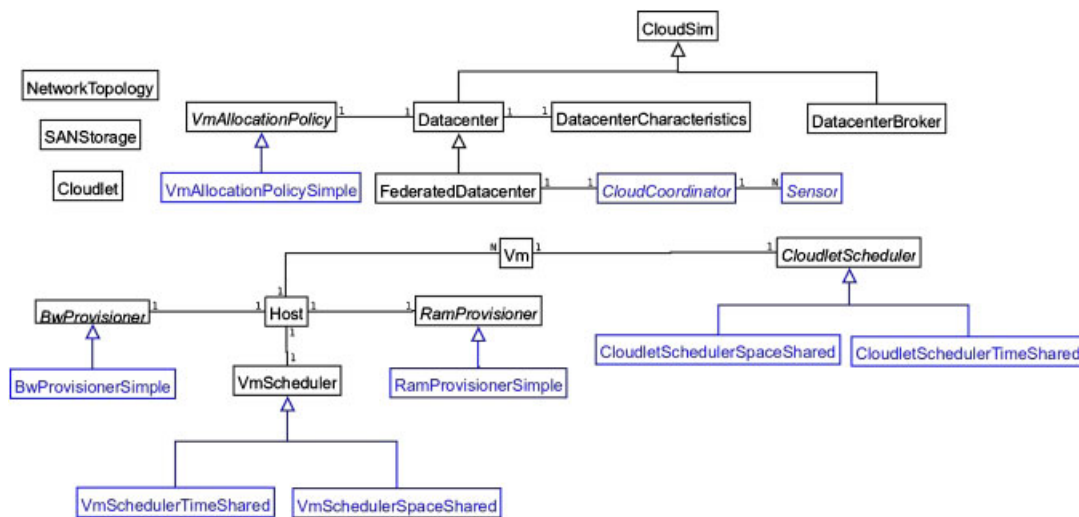 CloudSim
NetworkTopology
VmAllocationPolicy 1 1 Datacenter 1 1 DatacenterCharacteristics
DatacenterBroker
SANStorage
Cloudlet
VmAllocationPolicySimple
FederatedDatacenter 1 1 CloudCoordinator 1 N Sensor
N Vm 1 1 CloudletScheduler
1
BwProvisioner 1 1 Host 1 1 RamProvisioner
1
CloudletSchedulerSpaceShared
CloudletSchedulerTimeShared
1
BwProvisionerSimple
VmScheduler
RamProvisionerSimple
VmSchedulerTimeShared
VmSchedulerSpaceShared